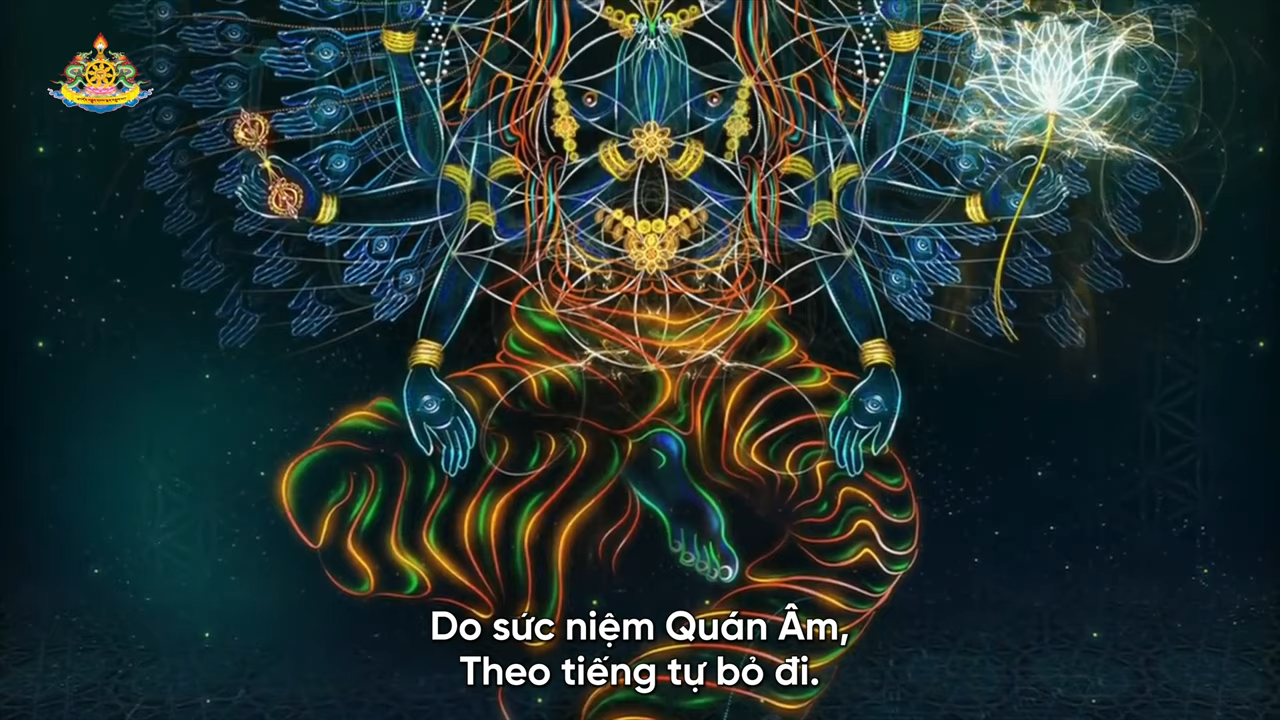 Do sức niệm Quán Âm,
Theo tiếng tự bỏ đi.